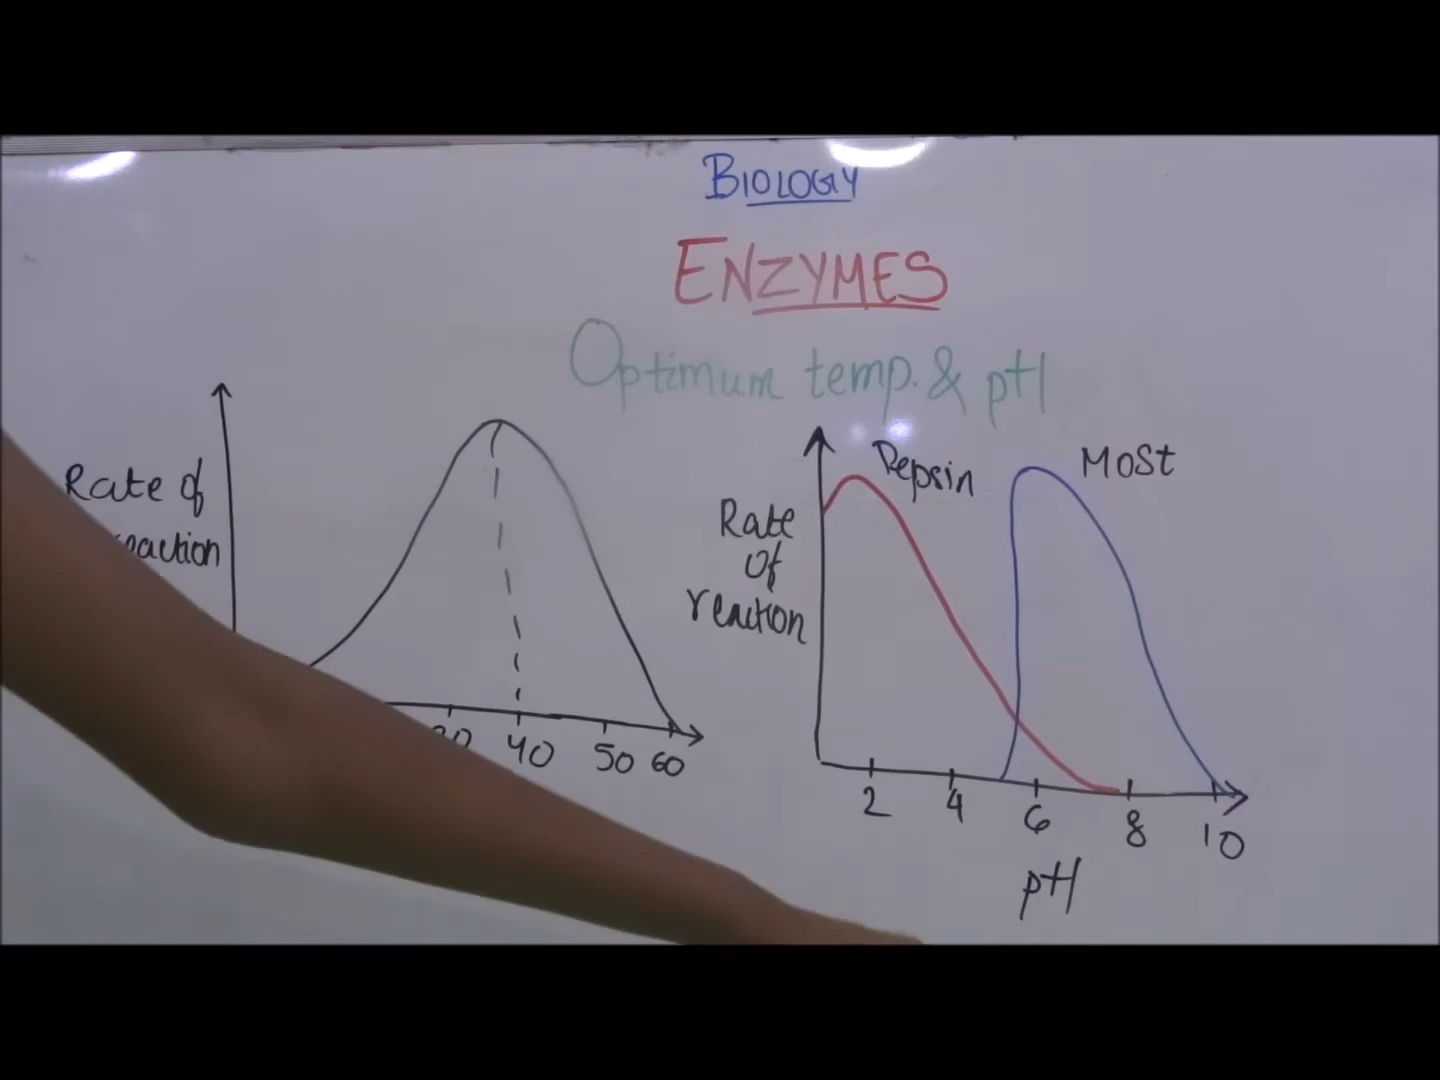 BIOLOGY
ENZYMES
Optimum temp. & pH
Rate of
reaction
40 50 60
Pepsin
Most
Rate
of
reaction
2 4 6 8 10
pH